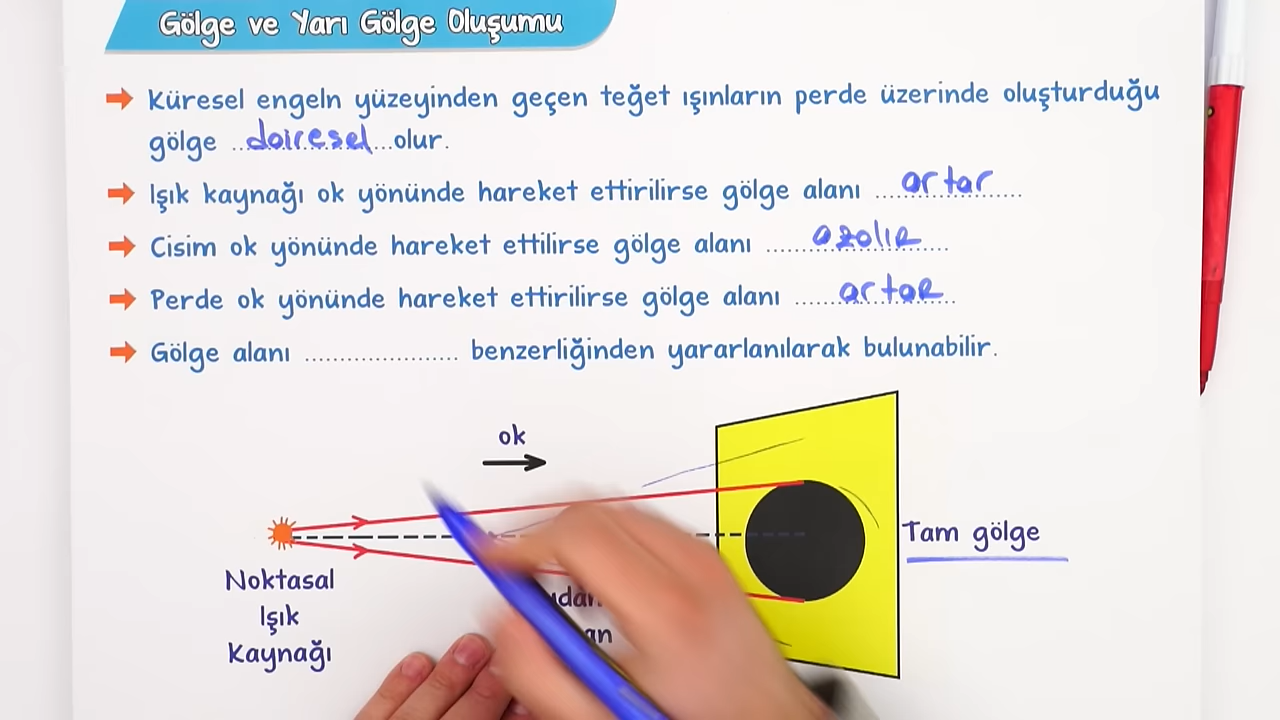 Gölge ve Yarı Gölge Oluşumu
Küresel engeln yüzeyinden geçen teğet ışınların perde üzerinde oluşturduğu
gölge ...doiresel...olur.
Işık kaynağı ok yönünde hareket ettirilirse gölge alanı ...artar...
Cisim ok yönünde hareket ettilirse gölge alanı ...azalır...
Perde ok yönünde hareket ettirilirse gölge alanı ...artar...
Gölge alanı ..................... benzerliğinden yararlanılarak bulunabilir.
ok
Tam gölge
Noktasal
Işık
Kaynağı